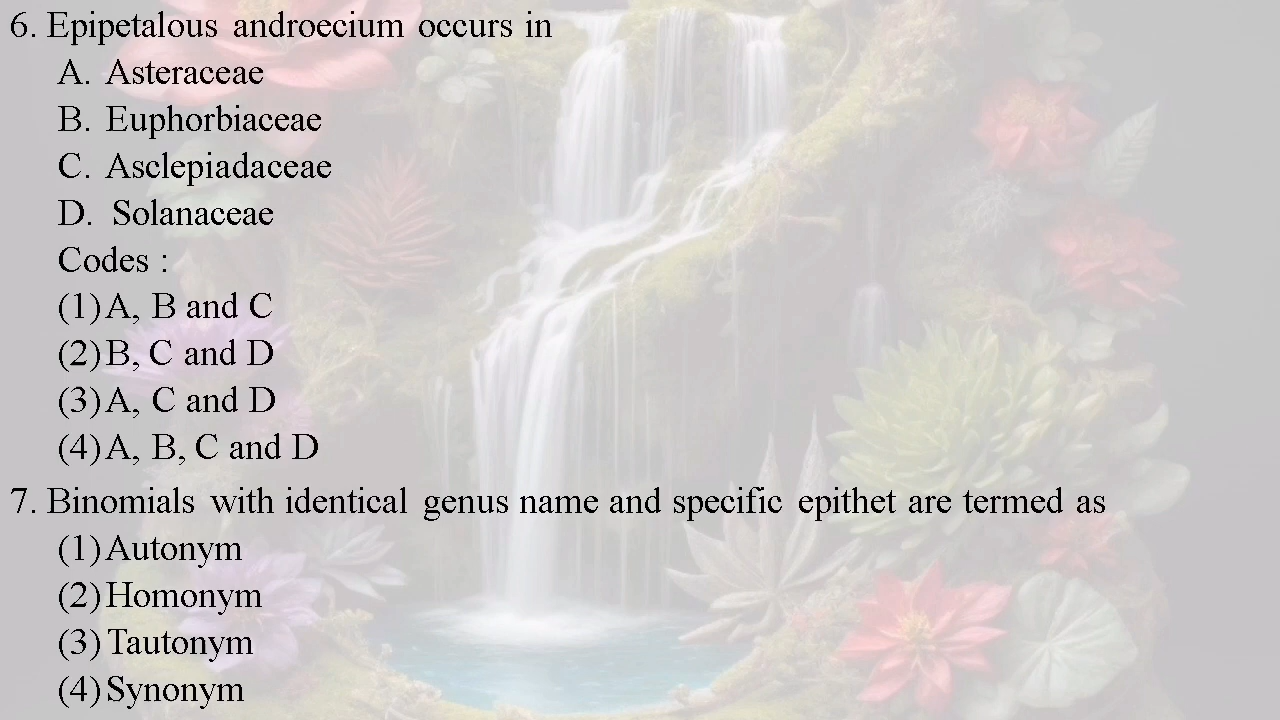 6. Epipetalous androecium occurs in
A. Asteraceae
B. Euphorbiaceae
C. Asclepiadaceae
D. Solanaceae
Codes :
(1) A, B and C
(2) B, C and D
(3) A, C and D
(4) A, B, C and D
7. Binomials with identical genus name and specific epithet are termed as
(1) Autonym
(2) Homonym
(3) Tautonym
(4) Synonym